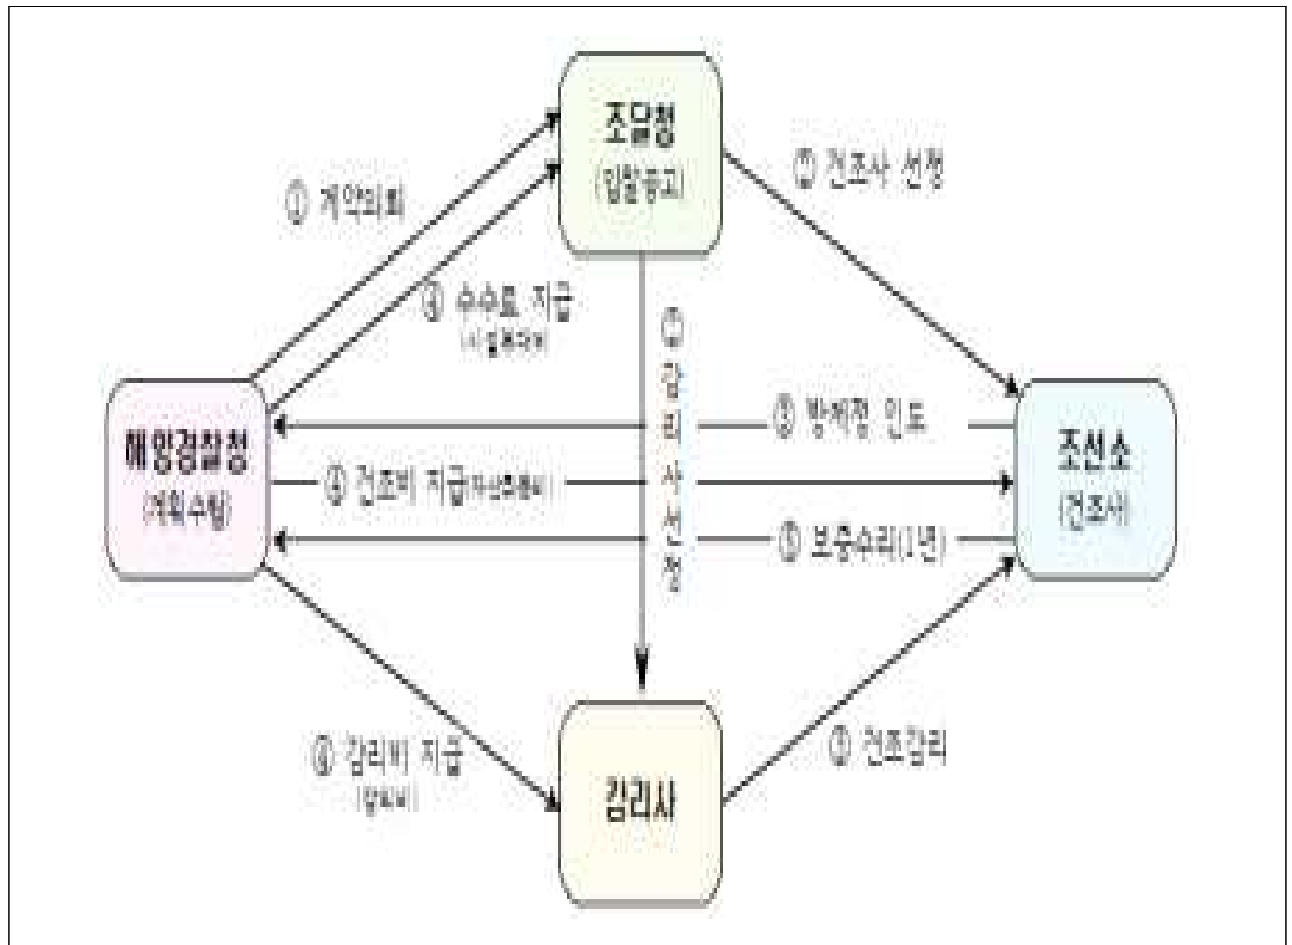 조달청
(입찰공고)
① 계약의뢰
② 건조사 선정
④ 수수료 지급
감리사선정
해양경찰청
(계획수립)
방제정 인도
④ 건조비 지급
조선소
(건조사)
⑤ 보증수리(1년)
④ 감리비 지급
③ 건조감리
감리사